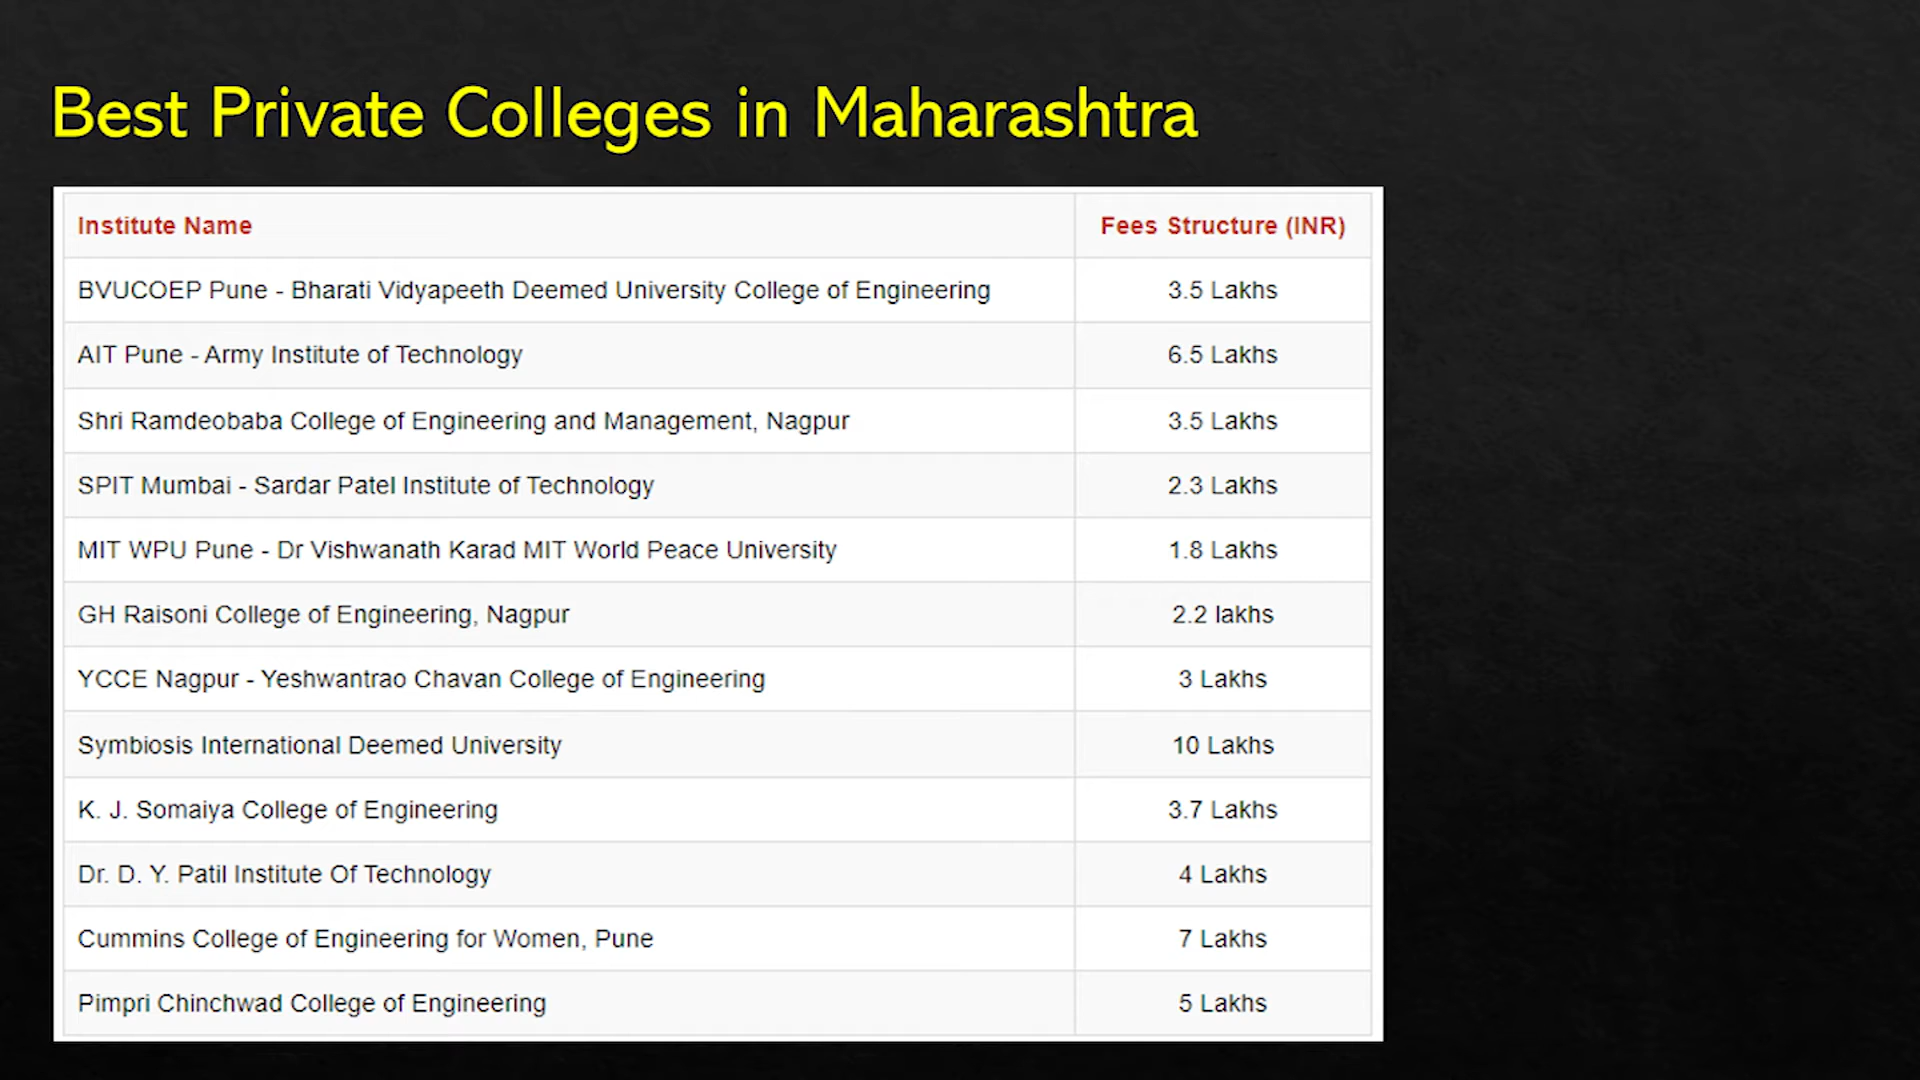 Best Private Colleges in Maharashtra
Institute Name Fees Structure (INR)
BVUCOEP Pune - Bharati Vidyapeeth Deemed University College of Engineering 3.5 Lakhs
AIT Pune - Army Institute of Technology 6.5 Lakhs
Shri Ramdeobaba College of Engineering and Management, Nagpur 3.5 Lakhs
SPIT Mumbai - Sardar Patel Institute of Technology 2.3 Lakhs
MIT WPU Pune - Dr Vishwanath Karad MIT World Peace University 1.8 Lakhs
GH Raisoni College of Engineering, Nagpur 2.2 lakhs
YCCE Nagpur - Yeshwantrao Chavan College of Engineering 3 Lakhs
Symbiosis International Deemed University 10 Lakhs
K. J. Somaiya College of Engineering 3.7 Lakhs
Dr. D. Y. Patil Institute Of Technology 4 Lakhs
Cummins College of Engineering for Women, Pune 7 Lakhs
Pimpri Chinchwad College of Engineering 5 Lakhs